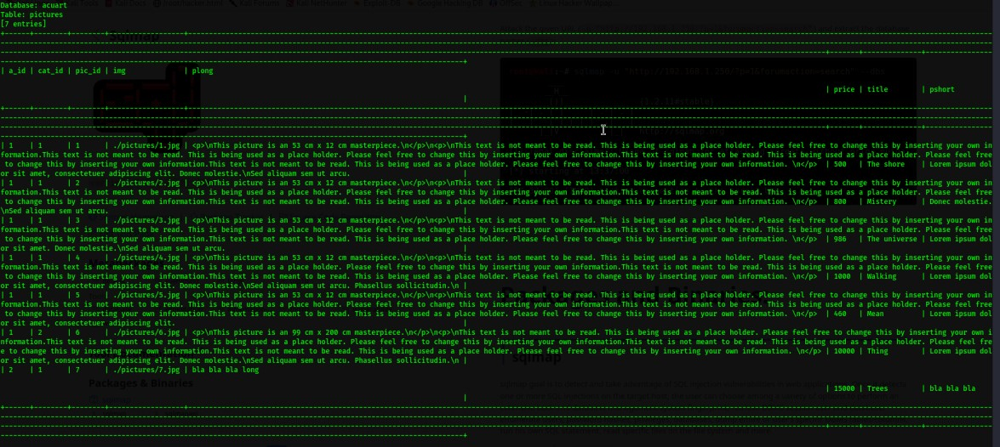 Database: acuart
Table: pictures
[7 entries]
| a_id | cat_id | pic_id | img | plong
| price | title | pshort
|
| 1 | 1 | 1 | ./pictures/1.jpg | <p>\nThis picture is an 53 cm x 12 cm masterpiece.\n</p>\n<p>\nThis text is not meant to be read. This is being used as a place holder. Please feel free to change this by inserting your own in
formation.This text is not meant to be read. This is being used as a place holder. Please feel free to change this by inserting your own information.This text is not meant to be read. This is being used as a place holder. Please feel free
to change this by inserting your own information.This text is not meant to be read. This is being used as a place holder. Please feel free to change this by inserting your own information. \n</p> | 500 | The shore | Lorem ipsum dol
or sit amet, consectetuer adipiscing elit. Donec molestie.\nSed aliquam sem ut arcu. |
| 1 | 1 | 2 | ./pictures/2.jpg | <p>\nThis picture is an 53 cm x 12 cm masterpiece.\n</p>\n<p>\nThis text is not meant to be read. This is being used as a place holder. Please feel free to change this by inserting your own in
formation.This text is not meant to be read. This is being used as a place holder. Please feel free to change this by inserting your own information.This text is not meant to be read. This is being used as a place holder. Please feel free
to change this by inserting your own information.This text is not meant to be read. This is being used as a place holder. Please feel free to change this by inserting your own information. \n</p> | 800 | Mistery | Donec molestie.
\nSed aliquam sem ut arcu. |
| 1 | 1 | 3 | ./pictures/3.jpg | <p>\nThis picture is an 53 cm x 12 cm masterpiece.\n</p>\n<p>\nThis text is not meant to be read. This is being used as a place holder. Please feel free to change this by inserting your own in
formation.This text is not meant to be read. This is being used as a place holder. Please feel free to change this by inserting your own information.This text is not meant to be read. This is being used as a place holder. Please feel free
to change this by inserting your own information.This text is not meant to be read. This is being used as a place holder. Please feel free to change this by inserting your own information. \n</p> | 986 | The universe | Lorem ipsum dol
or sit amet. Donec molestie.\nSed aliquam sem ut arcu. |
| 1 | 1 | 4 | ./pictures/4.jpg | <p>\nThis picture is an 53 cm x 12 cm masterpiece.\n</p>\n<p>\nThis text is not meant to be read. This is being used as a place holder. Please feel free to change this by inserting your own in
formation.This text is not meant to be read. This is being used as a place holder. Please feel free to change this by inserting your own information.This text is not meant to be read. This is being used as a place holder. Please feel free
to change this by inserting your own information.This text is not meant to be read. This is being used as a place holder. Please feel free to change this by inserting your own information. \n</p> | 1000 | Walking | Lorem ipsum dol
or sit amet, consectetuer adipiscing elit. Donec molestie.\nSed aliquam sem ut arcu. Phasellus sollicitudin.\n |
| 1 | 1 | 5 | ./pictures/5.jpg | <p>\nThis picture is an 53 cm x 12 cm masterpiece.\n</p>\n<p>\nThis text is not meant to be read. This is being used as a place holder. Please feel free to change this by inserting your own in
formation.This text is not meant to be read. This is being used as a place holder. Please feel free to change this by inserting your own information.This text is not meant to be read. This is being used as a place holder. Please feel free
to change this by inserting your own information.This text is not meant to be read. This is being used as a place holder. Please feel free to change this by inserting your own information. \n</p> | 460 | Mean | Lorem ipsum dol
or sit amet, consectetuer adipiscing elit. |
| 1 | 2 | 6 | ./pictures/6.jpg | <p>\nThis picture is an 99 cm x 200 cm masterpiece.\n</p>\n<p>\nThis text is not meant to be read. This is being used as a place holder. Please feel free to change this by inserting your own i
nformation.This text is not meant to be read. This is being used as a place holder. Please feel free to change this by inserting your own information.This text is not meant to be read. This is being used as a place holder. Please feel fre
e to change this by inserting your own information.This text is not meant to be read. This is being used as a place holder. Please feel free to change this by inserting your own information. \n</p> | 10000 | Thing | Lorem ipsum dol
or sit amet, consectetuer adipiscing elit. Donec molestie.\nSed aliquam sem ut arcu. Phasellus sollicitudin.\n |
| 2 | 1 | 7 | ./pictures/7.jpg | bla bla bla long
Packages & Binaries
| sqlmap
| 15000 | Trees | bla bla bla
|